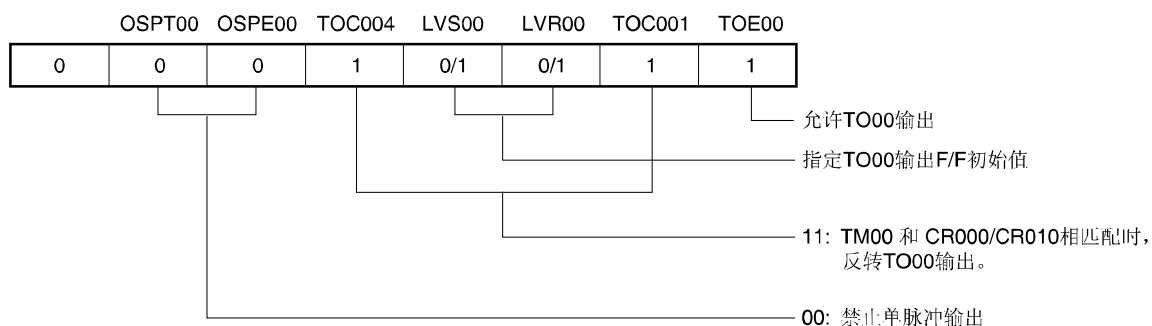 OSPT00 OSPE00 TOC004 LVS00 LVR00 TOC001 TOE00
0 0 0 1 0/1 0/1 1 1
允许TO00输出
指定TO00输出F/F初始值
11: TM00 和 CR000/CR010相匹配时，
反转TO00输出。
00: 禁止单脉冲输出